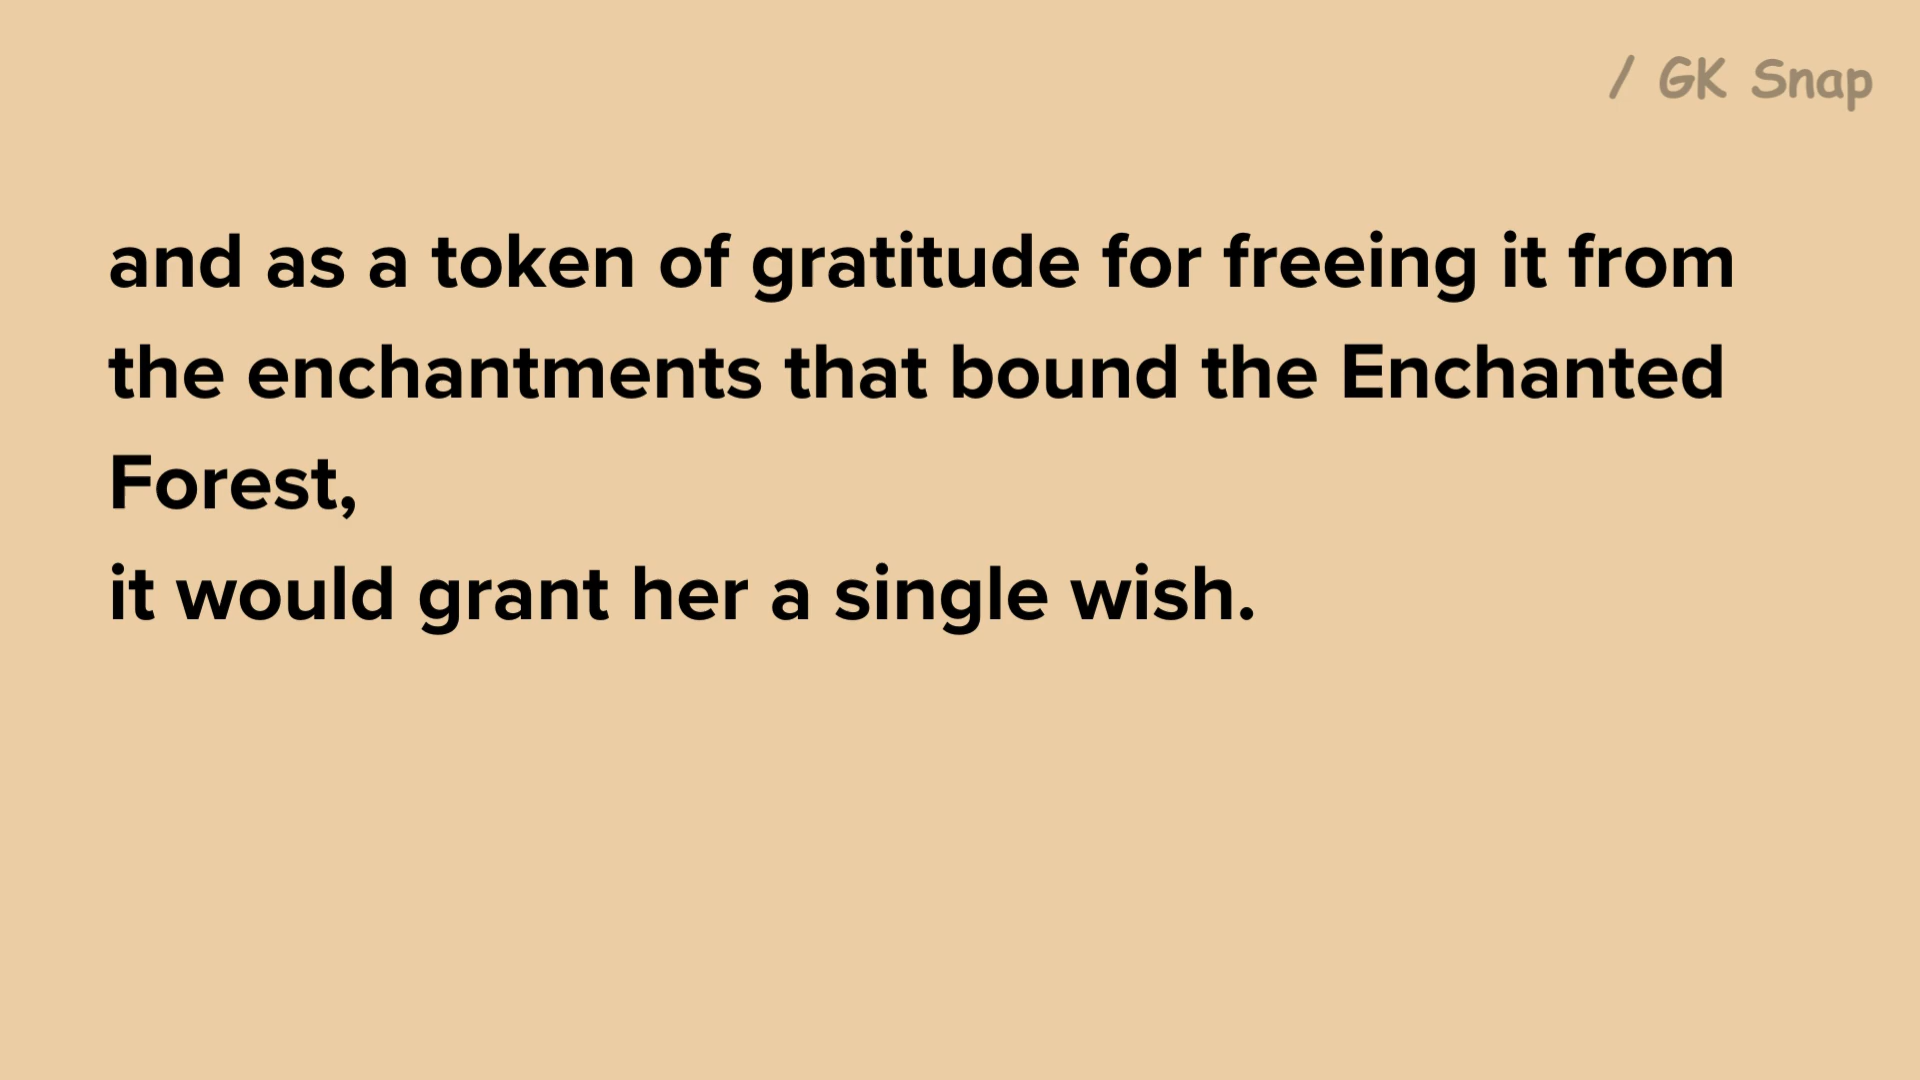 / GK Snap
and as a token of gratitude for freeing it from
the enchantments that bound the Enchanted
Forest,
it would grant her a single wish.